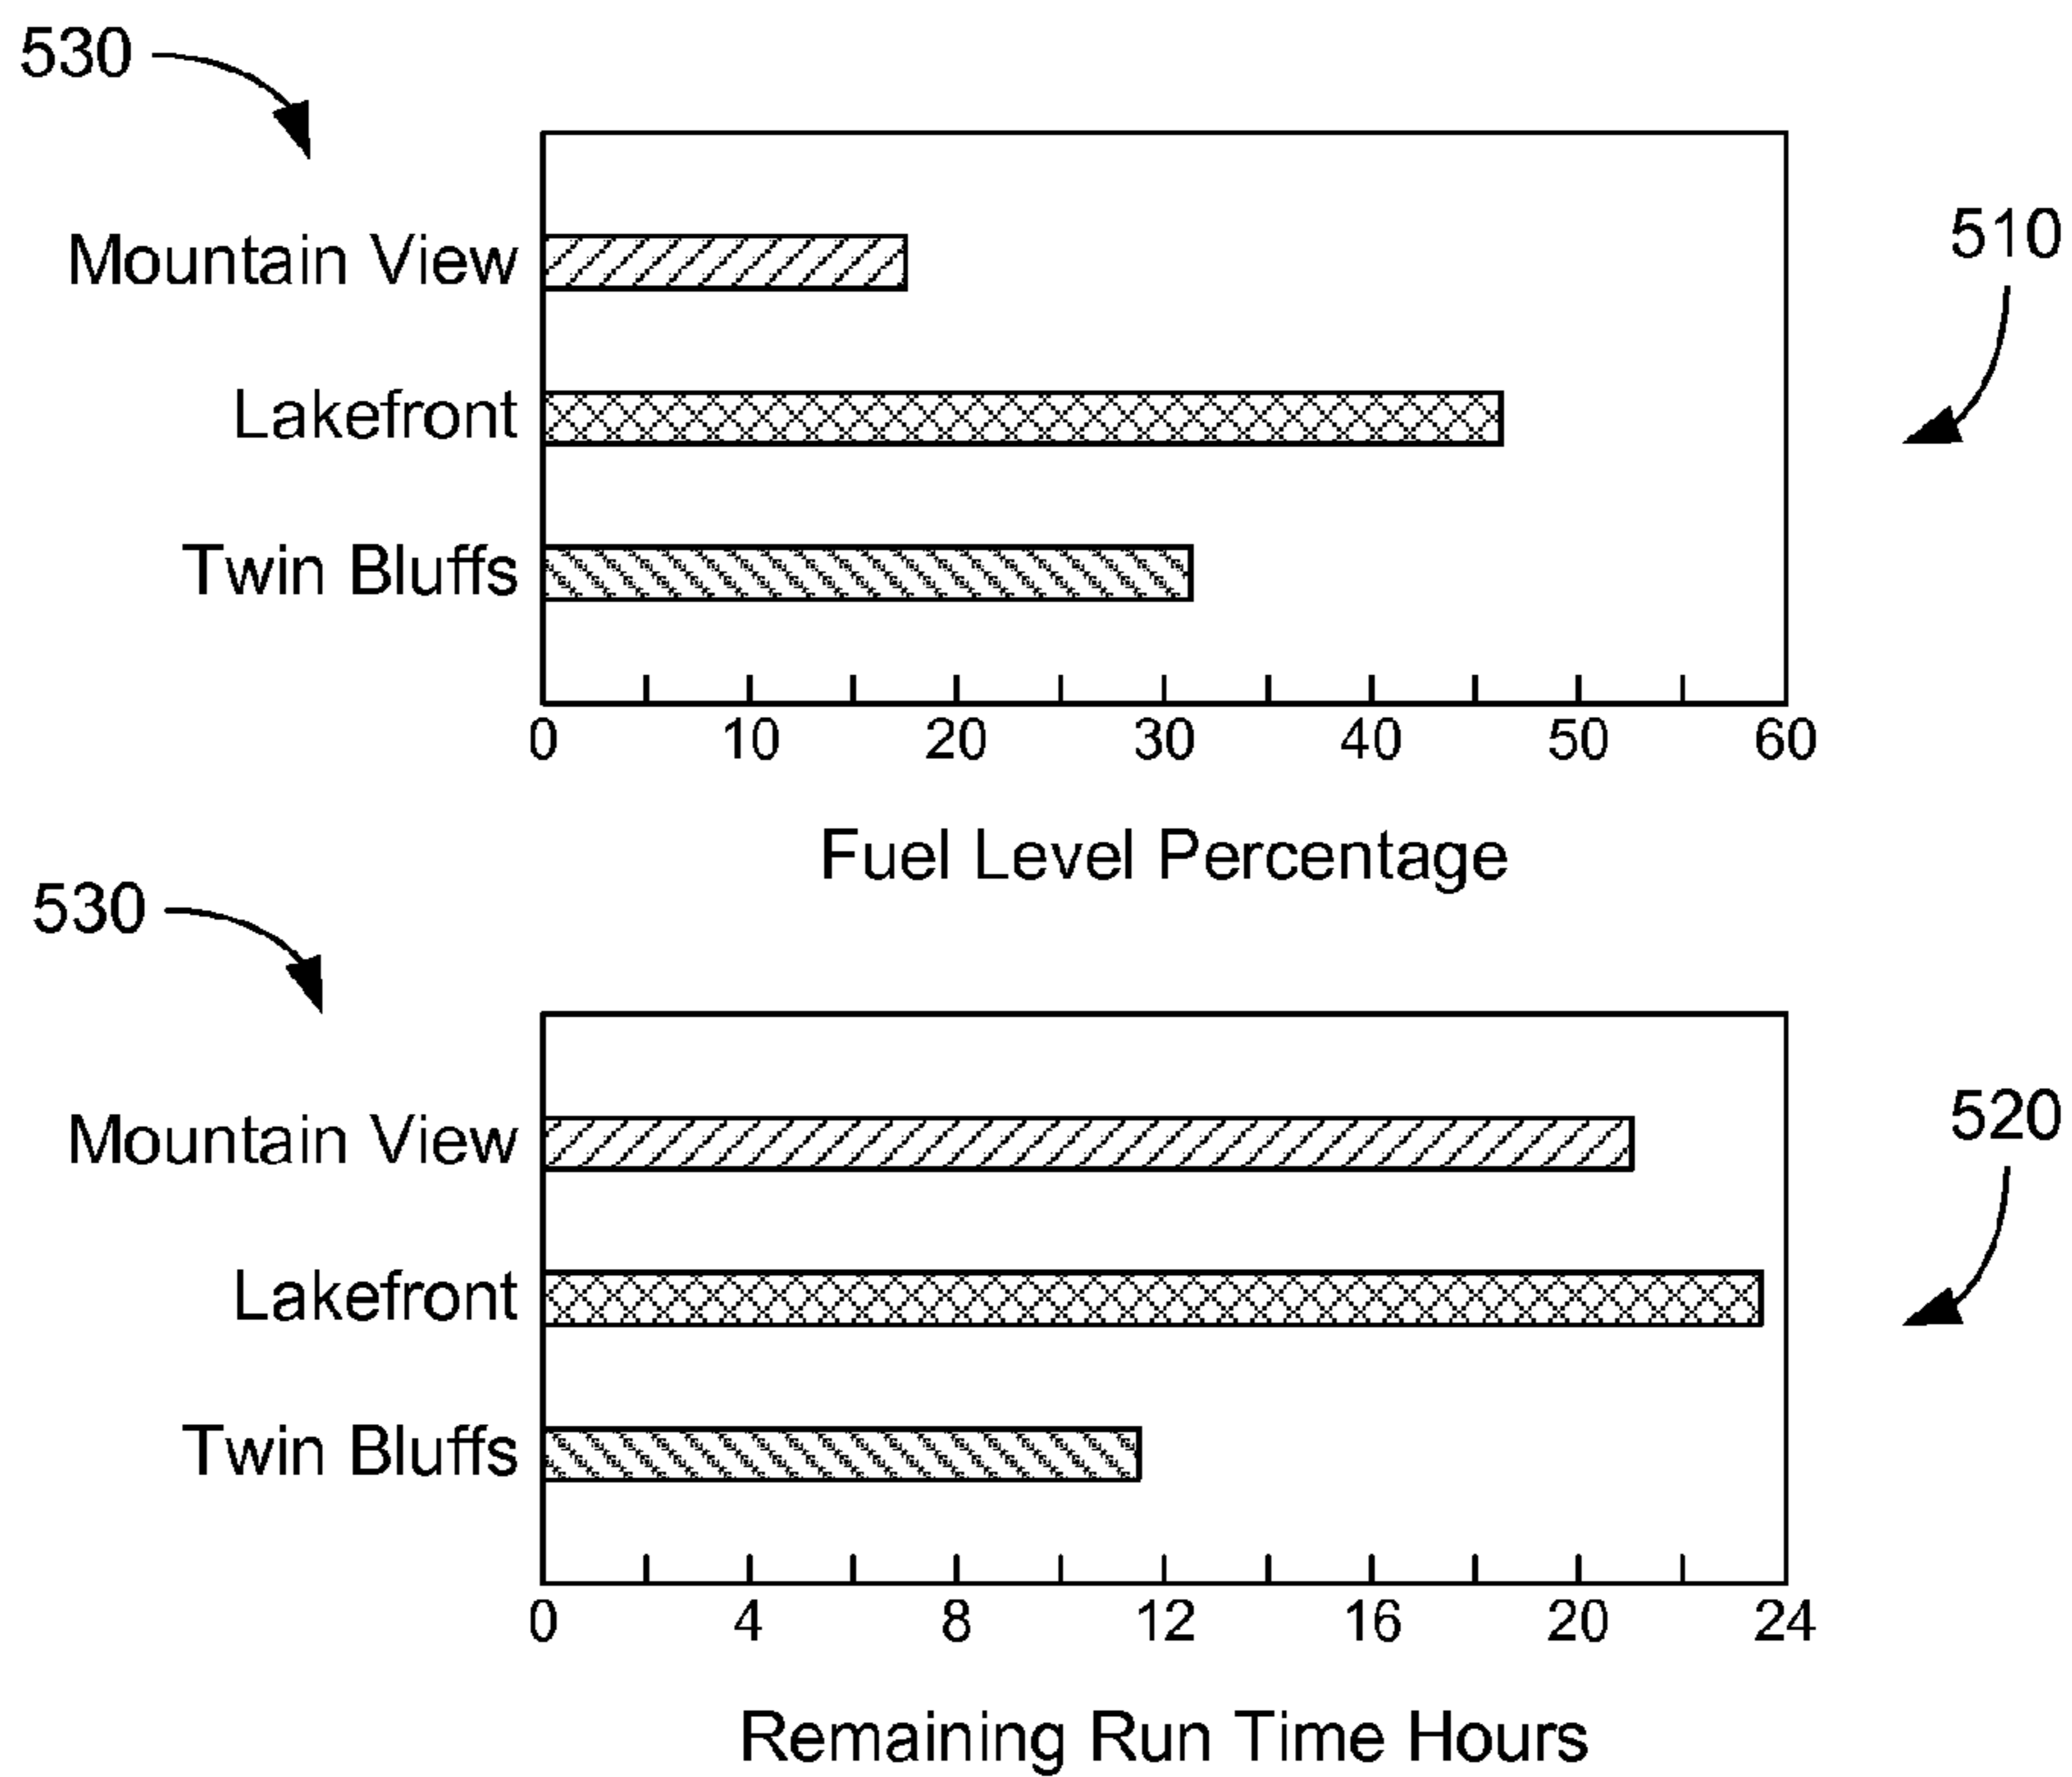 530
Mountain View
510
Lakefront
Twin Bluffs
0 10 20 30 40 50 60
Fuel Level Percentage
530
Mountain View
520
Lakefront
Twin Bluffs
0 4 8 12 16 20 24
Remaining Run Time Hours